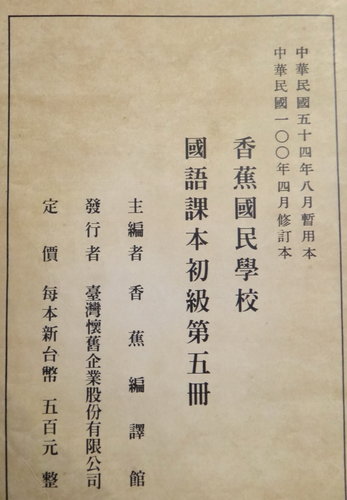 中華民國五十四年八月暫用本
中華民國一〇〇年四月修訂本
香蕉國民學校
國語課本初級第五冊
主編者 香蕉編譯館
發行者 臺灣懷舊企業股份有限公司
定價 每本新台幣 五百元 整